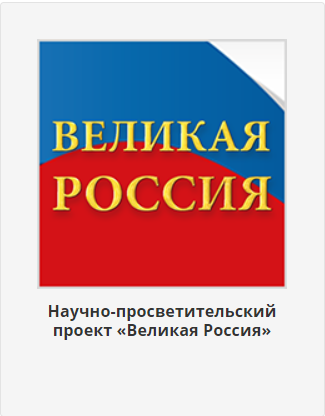 ВЕЛИКАЯ
РОССИЯ
Научно-просветительский
проект «Великая Россия»